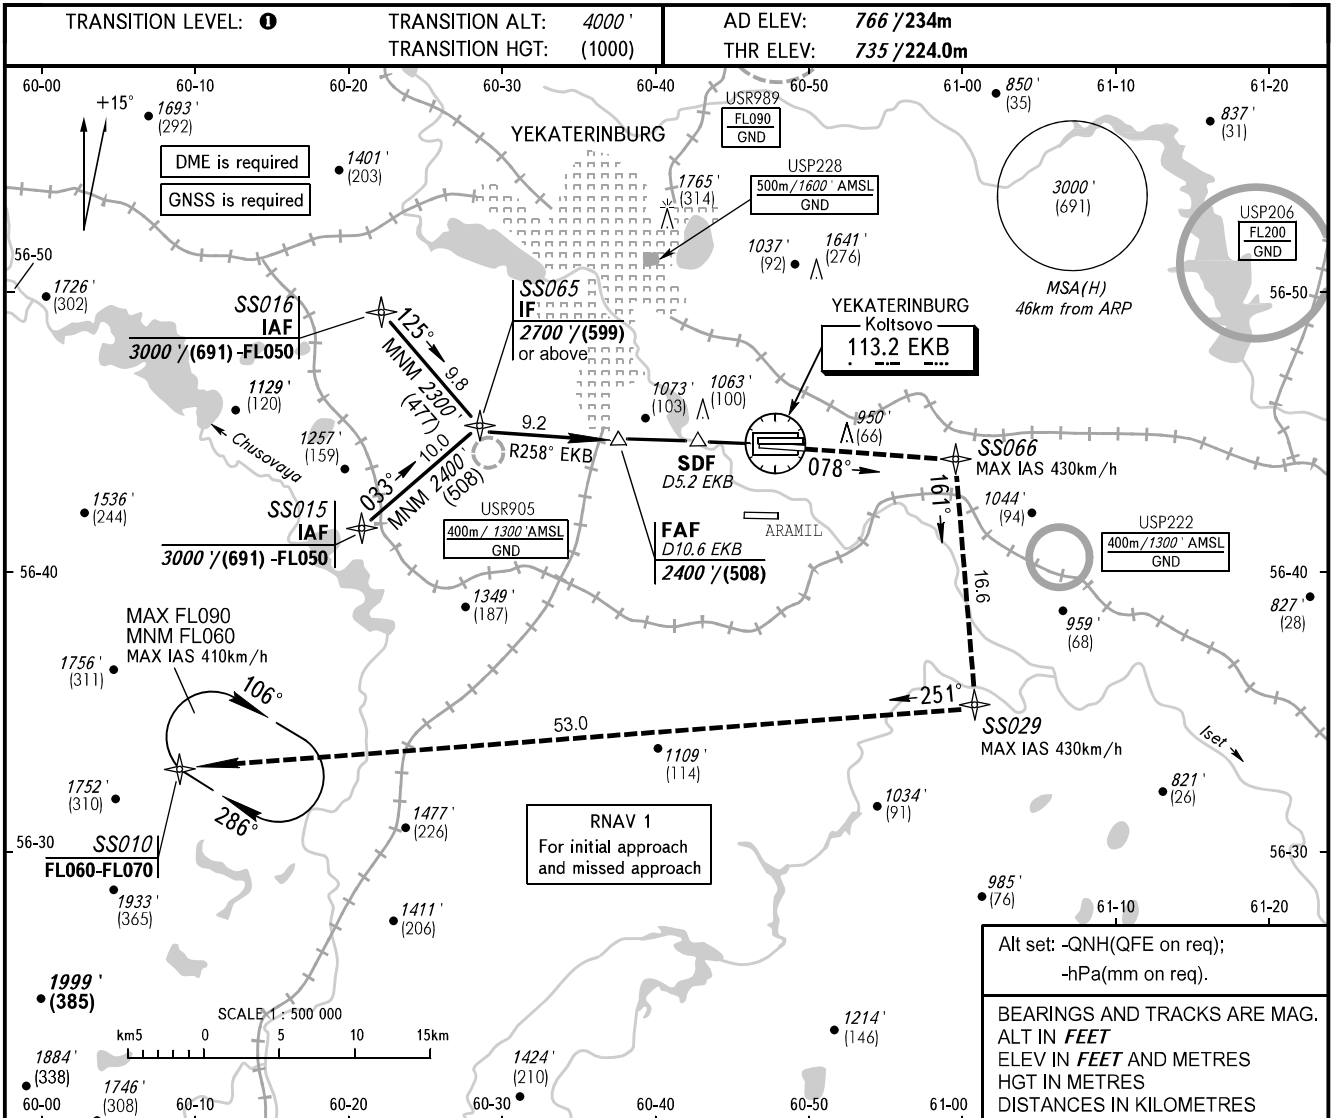 TRANSITION LEVEL: ❶
TRANSITION ALT: 4000'
TRANSITION HGT: (1000)
AD ELEV: 766'/234m
THR ELEV: 735'/224.0m
60-00
60-10
60-20
60-30
60-40
60-50
61-00
61-10
61-20
+15°
1693'
(292)
DME is required
GNSS is required
1401'
(203)
YEKATERINBURG
USR989
FL090
GND
850'
(35)
837'
(31)
1765'
(314)
USP228
500m/1600' AMSL
GND
3000'
(691)
MSA(H)
46km from ARP
USP206
FL200
GND
1037'
(92)
1641'
(276)
56-50
56-50
1726'
(302)
SS016
IAF
3000'/(691) -FL050
125°
9.8
MNM 2300'
(477)
SS065
IF
2700'/(599)
or above
YEKATERINBURG
Koltsovo
113.2 EKB
1129'
(120)
Chusovaya
1257'
(159)
1073'
(103)
1063'
(100)
950'
(66)
9.2
R258° EKB
SDF
D5.2 EKB
078°
SS066
MAX IAS 430km/h
033°
10.0
MNM 2400'
(508)
1536'
(244)
SS015
IAF
3000'/(691) -FL050
USR905
400m/1300'AMSL
GND
FAF
D10.6 EKB
2400'/(508)
ARAMIL
161°
16.6
1044'
(94)
USP222
400m/1300' AMSL
GND
56-40
56-40
1349'
(187)
959'
(68)
827'
(28)
MAX FL090
MNM FL060
MAX IAS 410km/h
1756'
(311)
106°
53.0
251°
SS029
MAX IAS 430km/h
Iset
1109'
(114)
1752'
(310)
286°
1477'
(226)
1034'
(91)
821'
(26)
RNAV 1
For initial approach
and missed approach
56-30
56-30
SS010
FL060-FL070
1933'
(365)
1411'
(206)
985'
(76)
61-10
61-20
1999'
(385)
SCALE 1 : 500 000
km5 0 5 10 15km
1214'
(146)
1884'
(338)
1746'
(308)
1424'
(210)
60-00
60-10
60-20
60-30
60-40
60-50
61-00
Alt set: -QNH(QFE on req);
-hPa(mm on req).
BEARINGS AND TRACKS ARE MAG.
ALT IN FEET
ELEV IN FEET AND METRES
HGT IN METRES
DISTANCES IN KILOMETRES